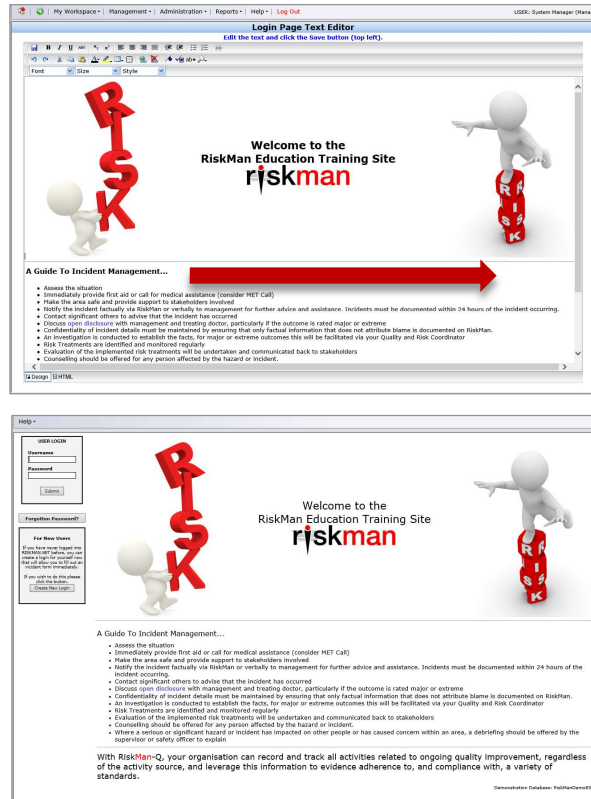 My Workspace Management Administration Reports Help Log Out USER: System Manager (Mana
Login Page Text Editor
Edit the text and click the Save button (top left).
B I U ABC
Font Size Style
RISK
Welcome to the
RiskMan Education Training Site
riskman
RISK
RISK
A Guide To Incident Management...
• Assess the situation
• Immediately provide first aid or call for medical assistance (consider MET Call)
• Make the area safe and provide support to stakeholders involved
• Notify the incident factually via RiskMan or verbally to management for further advice and assistance. Incidents must be documented within 24 hours of the incident occurring.
• Contact significant others to advise that the incident has occurred
• Discuss open disclosure with management and treating doctor, particularly if the outcome is rated major or extreme
• Confidentiality of incident details must be maintained by ensuring that only factual information that does not attribute blame is documented on RiskMan.
• An investigation is conducted to establish the facts, for major or extreme outcomes this will be facilitated via your Quality and Risk Coordinator
• Risk Treatments are identified and monitored regularly
• Evaluation of the implemented risk treatments will be undertaken and communicated back to stakeholders
• Counselling should be offered for any person affected by the hazard or incident.
Design HTML
Help
USER LOGIN
Username
Password
Submit
Forgotten Password?
For New Users
If you have never logged into
RISKMAN.NET before, you can
create a login for yourself now
that will allow you to fill out an
incident form immediately.
If you wish to do this please
click the button.
Create New Login
RISK
Welcome to the
RiskMan Education Training Site
riskman
RISK
RISK
A Guide To Incident Management...
• Assess the situation
• Immediately provide first aid or call for medical assistance (consider MET Call)
• Make the area safe and provide support to stakeholders involved
• Notify the incident factually via RiskMan or verbally to management for further advice and assistance. Incidents must be documented within 24 hours of the
incident occurring.
• Contact significant others to advise that the incident has occurred
• Discuss open disclosure with management and treating doctor, particularly if the outcome is rated major or extreme
• Confidentiality of incident details must be maintained by ensuring that only factual information that does not attribute blame is documented on RiskMan.
• An investigation is conducted to establish the facts, for major or extreme outcomes this will be facilitated via your Quality and Risk Coordinator
• Risk Treatments are identified and monitored regularly
• Evaluation of the implemented risk treatments will be undertaken and communicated back to stakeholders
• Counselling should be offered for any person affected by the hazard or incident.
• Where a serious or significant hazard or incident has impacted on other people or has caused concern within an area, a debriefing should be offered by the
supervisor or safety officer to explain
With RiskMan-Q, your organisation can record and track all activities related to ongoing quality improvement, regardless
of the activity source, and leverage this information to evidence adherence to, and compliance with, a variety of
standards.
Demonstration Database: RiskManDemo85